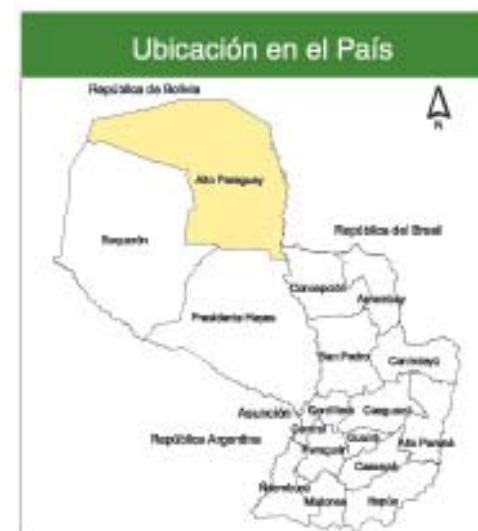 Ubicación en el País
República de Bolivia
N
Alto Paraguay
República del Brasil
Boquerón
Concepción
Amambay
Presidente Hayes
San Pedro
Canindeyú
Asunción
Cordillera
Caaguazú
Central
República Argentina
Guairá
Alto Paraná
Paraguarí
Caazapá
Ñeembucú
Misiones
Itapúa